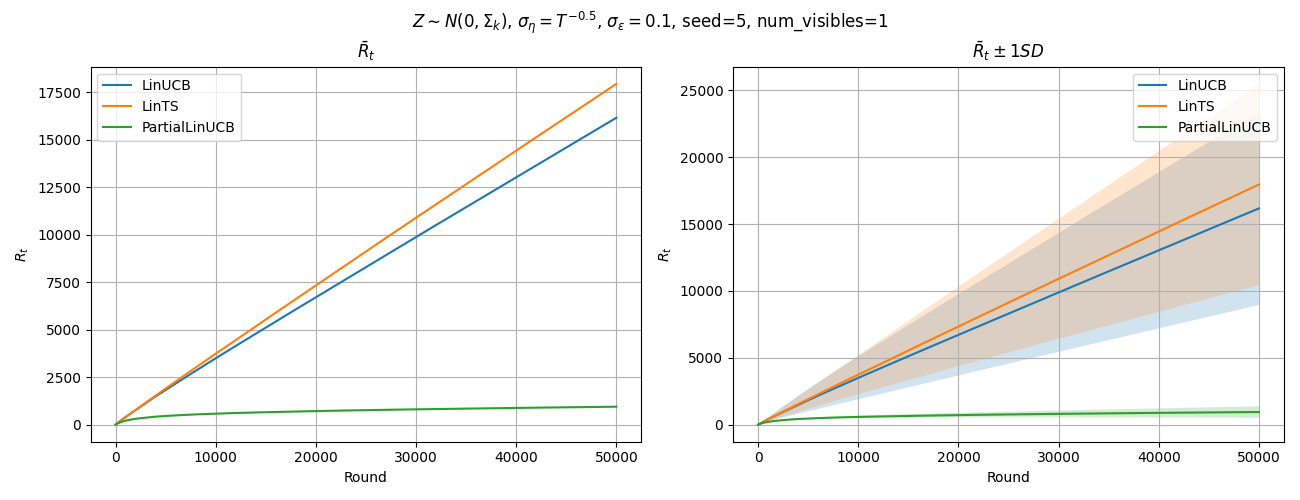 Z ∼ N(0, Σ_k), σ_η = T^{−0.5}, σ_ε = 0.1, seed=5, num_visibles=1
R̄_t
LinUCB
LinTS
PartialLinUCB
17500
15000
12500
10000
7500
5000
2500
0
R_t
0 10000 20000 30000 40000 50000
Round
R̄_t ± 1SD
LinUCB
LinTS
PartialLinUCB
25000
20000
15000
10000
5000
0
R_t
0 10000 20000 30000 40000 50000
Round